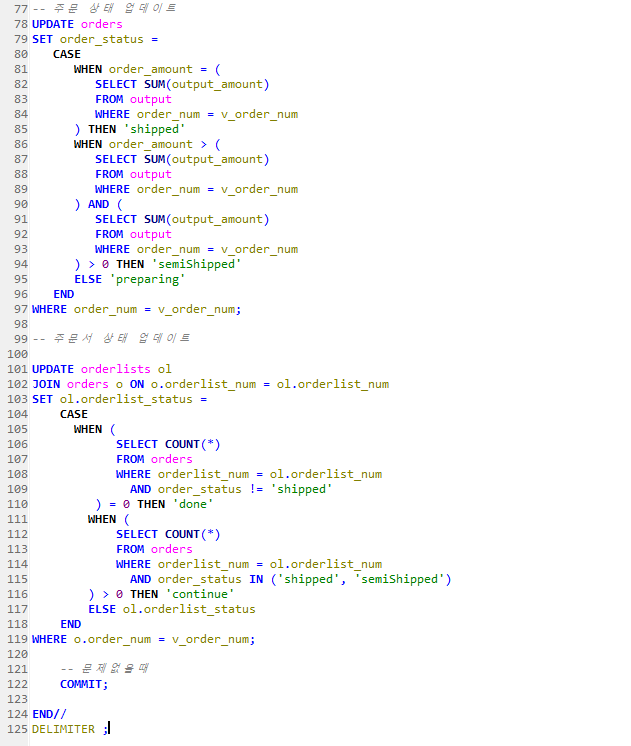 77 -- 주문 상태 업데이트
78 UPDATE orders
79 SET order_status =
80 CASE
81 WHEN order_amount = (
82 SELECT SUM(output_amount)
83 FROM output
84 WHERE order_num = v_order_num
85 ) THEN 'shipped'
86 WHEN order_amount > (
87 SELECT SUM(output_amount)
88 FROM output
89 WHERE order_num = v_order_num
90 ) AND (
91 SELECT SUM(output_amount)
92 FROM output
93 WHERE order_num = v_order_num
94 ) > 0 THEN 'semiShipped'
95 ELSE 'preparing'
96 END
97 WHERE order_num = v_order_num;
98
99 -- 주문서 상태 업데이트
100
101 UPDATE orderlists ol
102 JOIN orders o ON o.orderlist_num = ol.orderlist_num
103 SET ol.orderlist_status =
104 CASE
105 WHEN (
106 SELECT COUNT(*)
107 FROM orders
108 WHERE orderlist_num = ol.orderlist_num
109 AND order_status != 'shipped'
110 ) = 0 THEN 'done'
111 WHEN (
112 SELECT COUNT(*)
113 FROM orders
114 WHERE orderlist_num = ol.orderlist_num
115 AND order_status IN ('shipped', 'semiShipped')
116 ) > 0 THEN 'continue'
117 ELSE ol.orderlist_status
118 END
119 WHERE o.order_num = v_order_num;
120
121 -- 문제없을때
122 COMMIT;
123
124 END//
125 DELIMITER ;